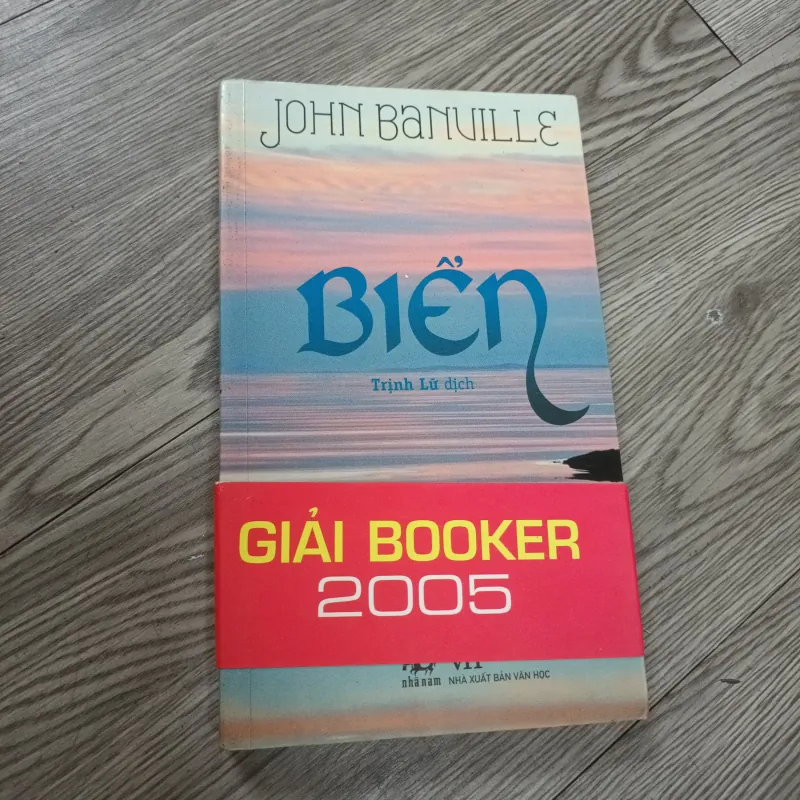 JOHN BANVILLE
BIỂN
Trịnh Lữ dịch
GIẢI BOOKER
2005
nhã nam NHÀ XUẤT BẢN VĂN HỌC